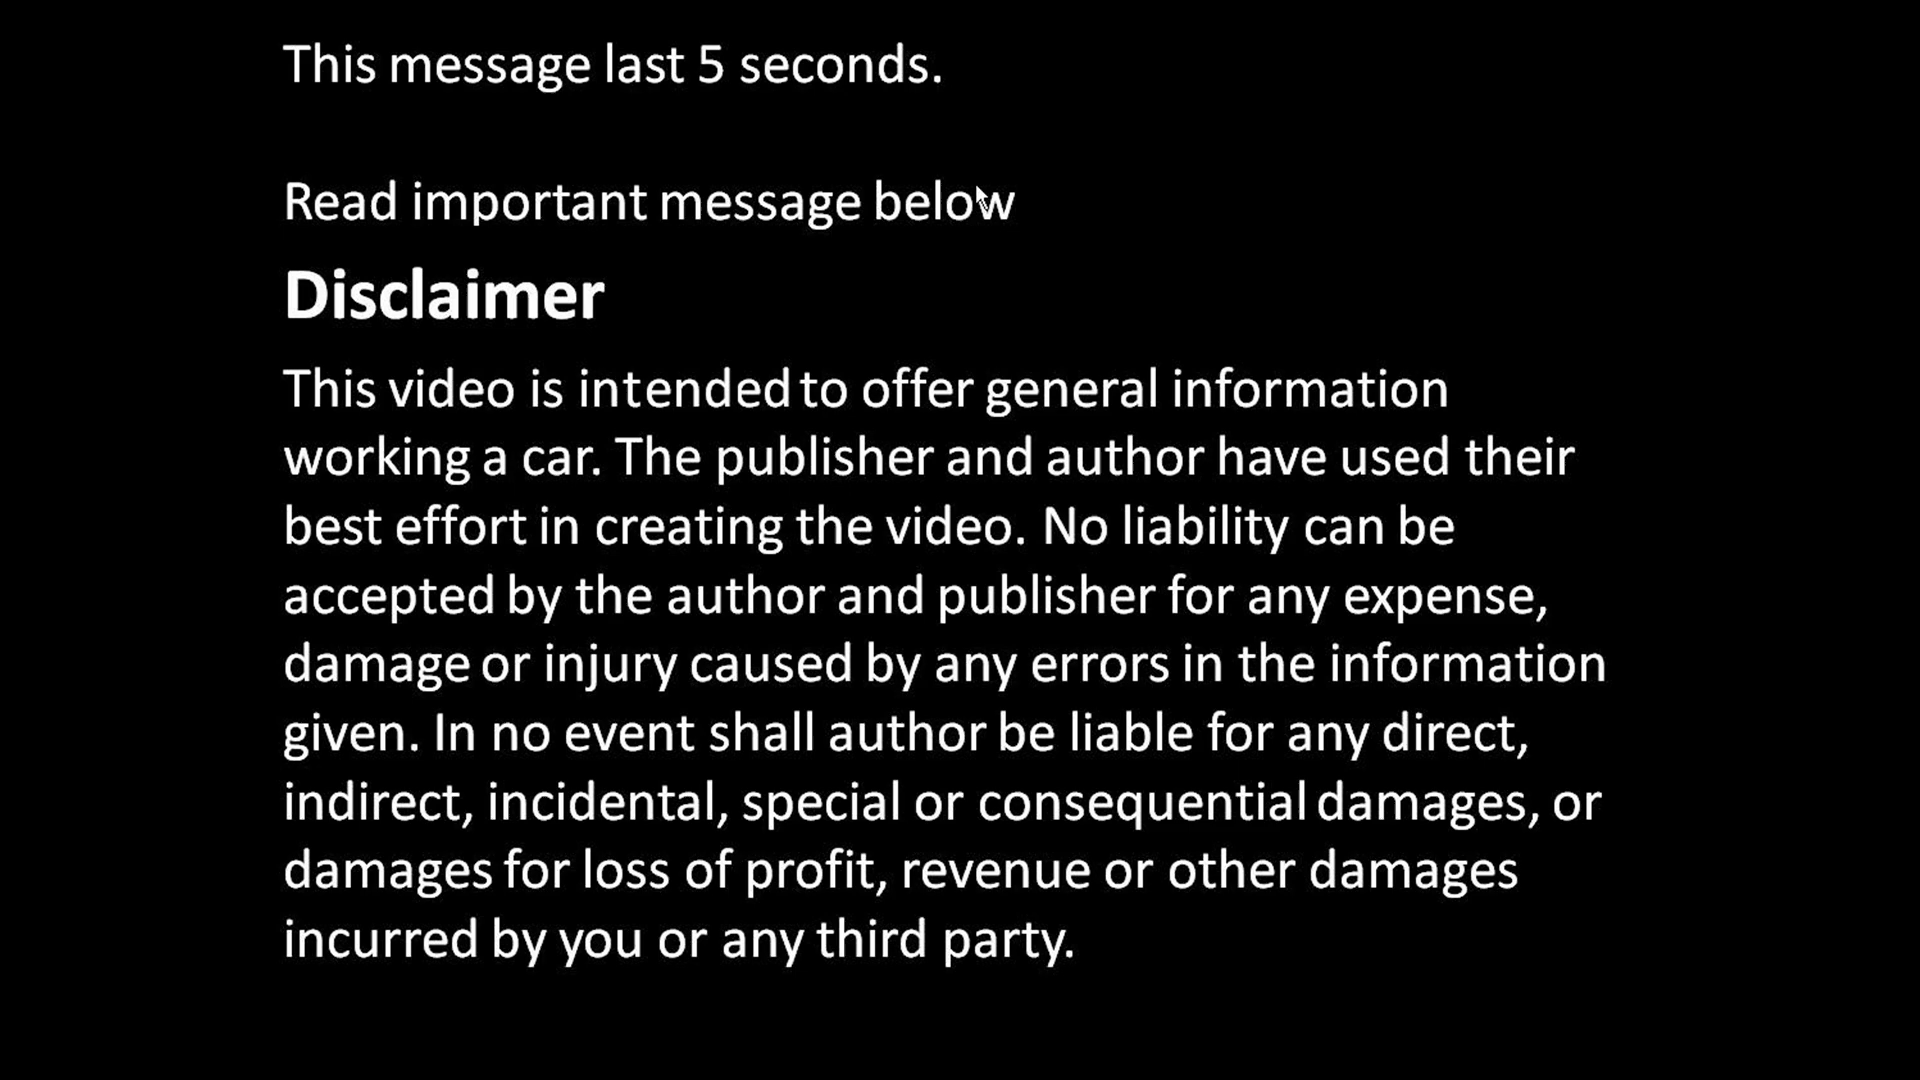 This message last 5 seconds.
Read important message below
Disclaimer
This video is intended to offer general information
working a car. The publisher and author have used their
best effort in creating the video. No liability can be
accepted by the author and publisher for any expense,
damage or injury caused by any errors in the information
given. In no event shall author be liable for any direct,
indirect, incidental, special or consequential damages, or
damages for loss of profit, revenue or other damages
incurred by you or any third party.